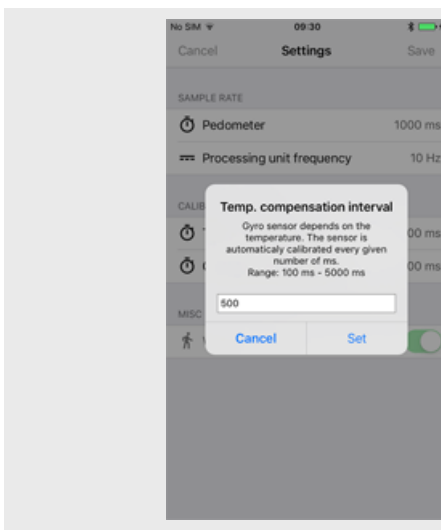 No SIM 09:30
Cancel Settings Save
SAMPLE RATE
Pedometer 1000 ms
Processing unit frequency 10 Hz
CALIB
Temp. compensation interval
Gyro sensor depends on the
temperature. The sensor is
automaticaly calibrated every given
number of ms.
Range: 100 ms - 5000 ms
00 ms
00 ms
500
MISC
Cancel Set